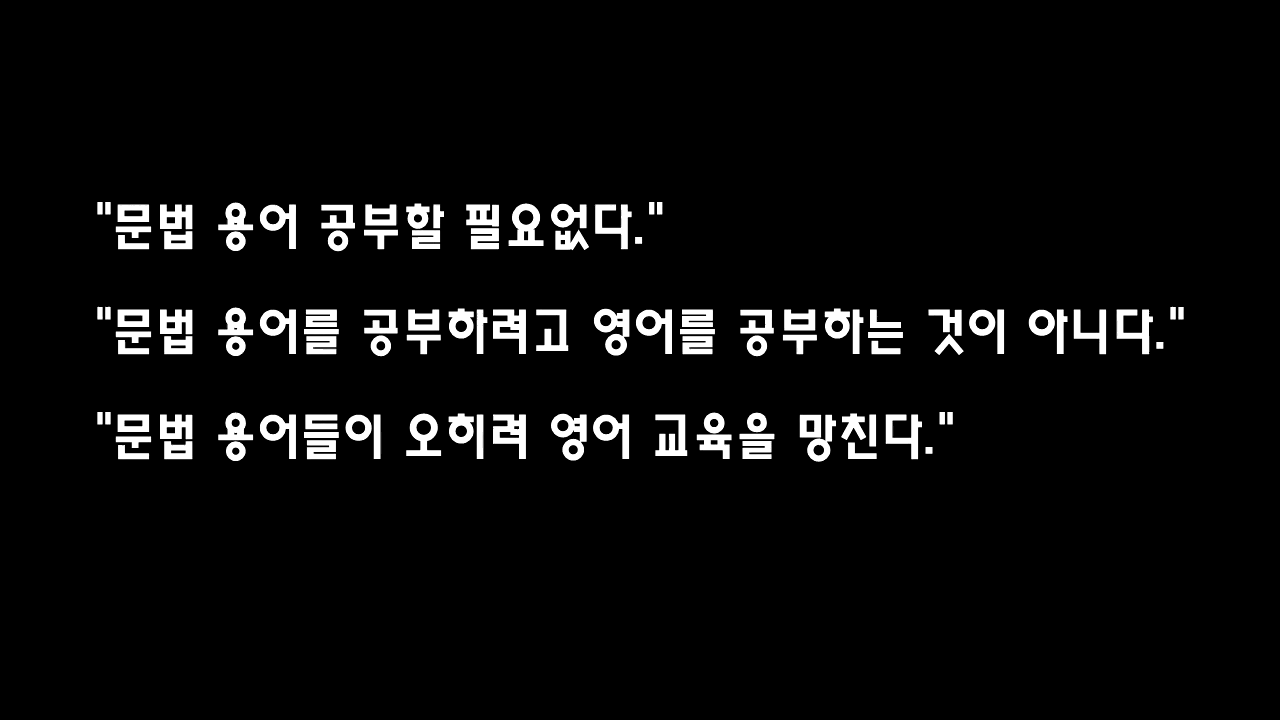 "문법 용어 공부할 필요없다."
"문법 용어를 공부하려고 영어를 공부하는 것이 아니다."
"문법 용어들이 오히려 영어 교육을 망친다."